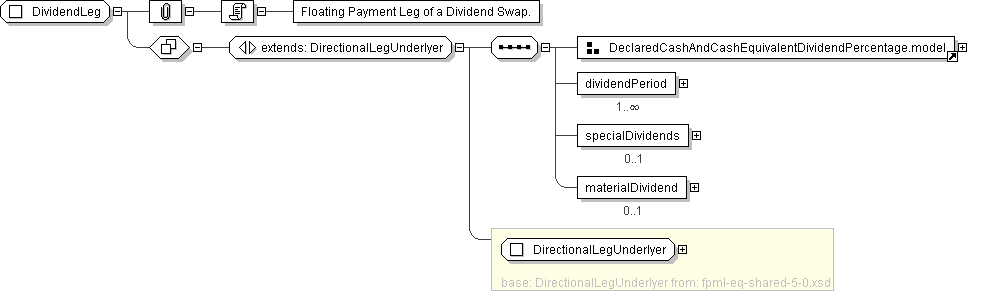 DividendLeg
Floating Payment Leg of a Dividend Swap.
extends: DirectionalLegUnderlyer
DeclaredCashAndCashEquivalentDividendPercentage.model
dividendPeriod
1..∞
specialDividends
0..1
materialDividend
0..1
DirectionalLegUnderlyer
base: DirectionalLegUnderlyer from: fpml-eq-shared-5-0.xsd